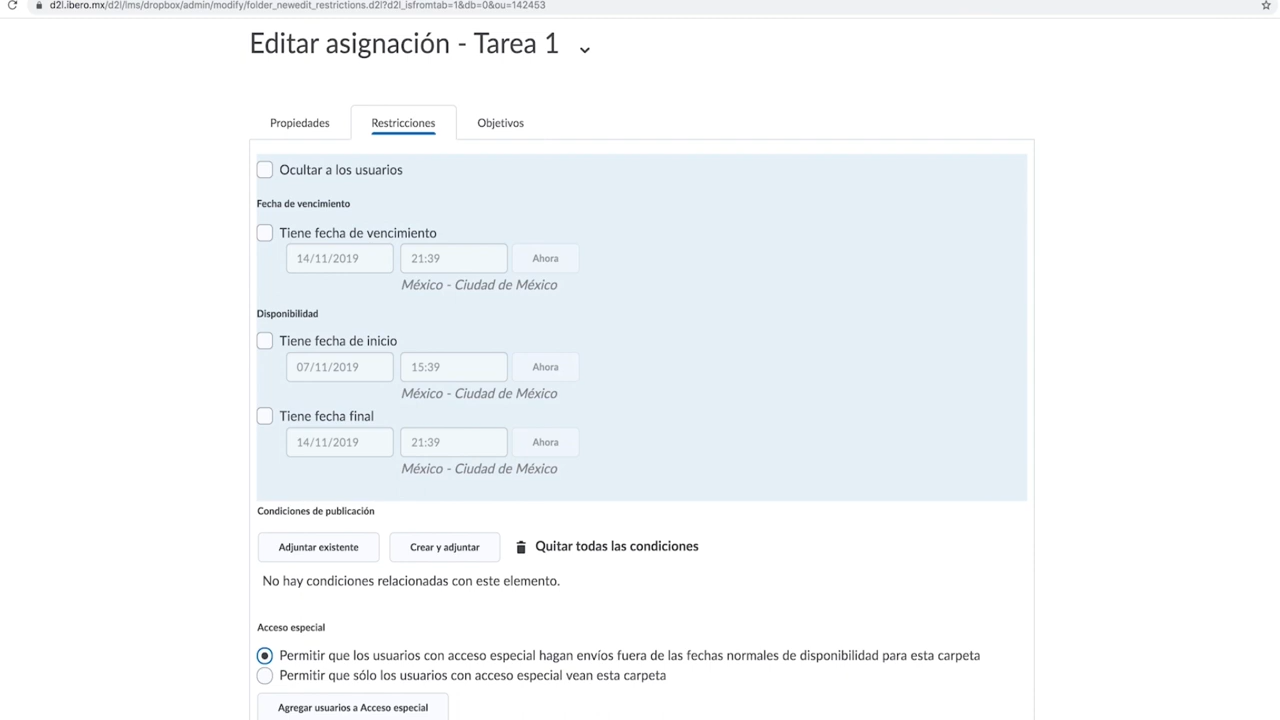 d2l.ibero.mx/d2l/lms/dropbox/admin/modify/folder_newedit_restrictions.d2l?d2l_isfromtab=1&db=0&ou=142453
Editar asignación - Tarea 1
Propiedades Restricciones Objetivos
Ocultar a los usuarios
Fecha de vencimiento
Tiene fecha de vencimiento
14/11/2019 21:39 Ahora
México - Ciudad de México
Disponibilidad
Tiene fecha de inicio
07/11/2019 15:39 Ahora
México - Ciudad de México
Tiene fecha final
14/11/2019 21:39 Ahora
México - Ciudad de México
Condiciones de publicación
Adjuntar existente Crear y adjuntar Quitar todas las condiciones
No hay condiciones relacionadas con este elemento.
Acceso especial
Permitir que los usuarios con acceso especial hagan envíos fuera de las fechas normales de disponibilidad para esta carpeta
Permitir que sólo los usuarios con acceso especial vean esta carpeta
Agregar usuarios a Acceso especial